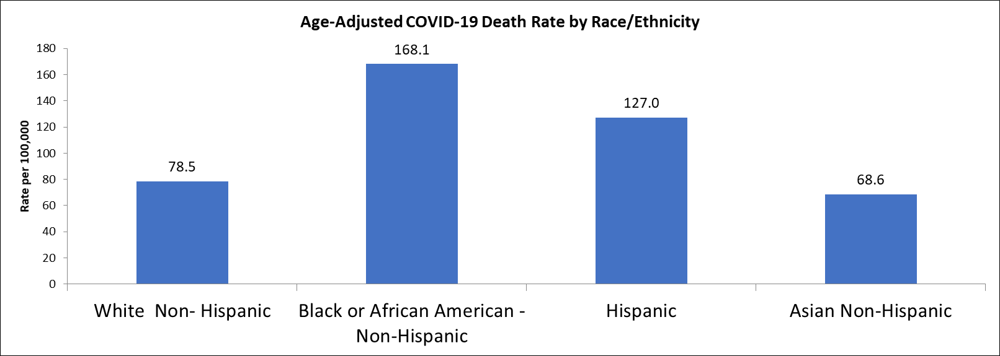 Age-Adjusted COVID-19 Death Rate by Race/Ethnicity
Rate per 100,000
180
160
140
120
100
80
60
40
20
0
78.5
168.1
127.0
68.6
White  Non- Hispanic
Black or African American -
Non-Hispanic
Hispanic
Asian Non-Hispanic